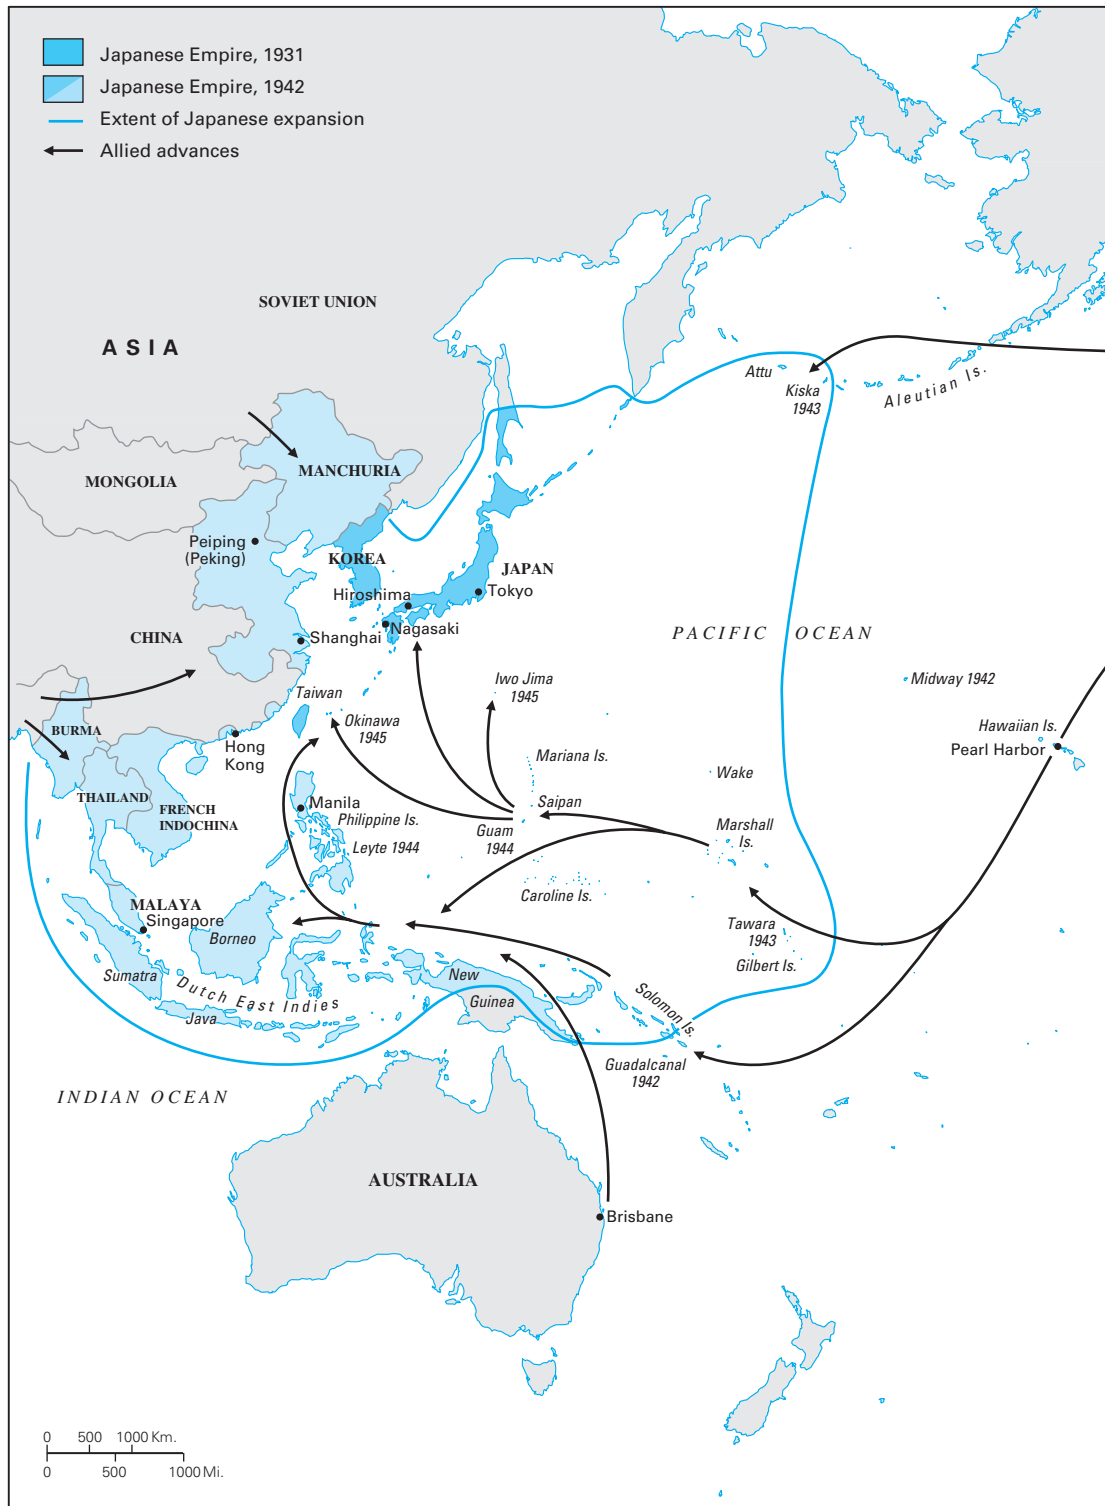 Japanese Empire, 1931
Japanese Empire, 1942
Extent of Japanese expansion
Allied advances
SOVIET UNION
ASIA
Attu
Kiska
1943
Aleutian Is.
MONGOLIA
MANCHURIA
Peiping
(Peking)
KOREA
JAPAN
Hiroshima
Tokyo
CHINA
Shanghai
Nagasaki
PACIFIC OCEAN
Iwo Jima
1945
Midway 1942
Taiwan
Okinawa
1945
Hawaiian Is.
Pearl Harbor
BURMA
Hong
Kong
Mariana Is.
Wake
THAILAND
FRENCH
INDOCHINA
Manila
Philippine Is.
Leyte 1944
Saipan
Guam
1944
Marshall
Is.
Caroline Is.
MALAYA
Singapore
Borneo
Tawara
1943
Gilbert Is.
Sumatra
Dutch East Indies
Java
New
Guinea
Solomon Is.
Guadalcanal
1942
INDIAN OCEAN
AUSTRALIA
Brisbane
0 500 1000 Km.
0 500 1000 Mi.